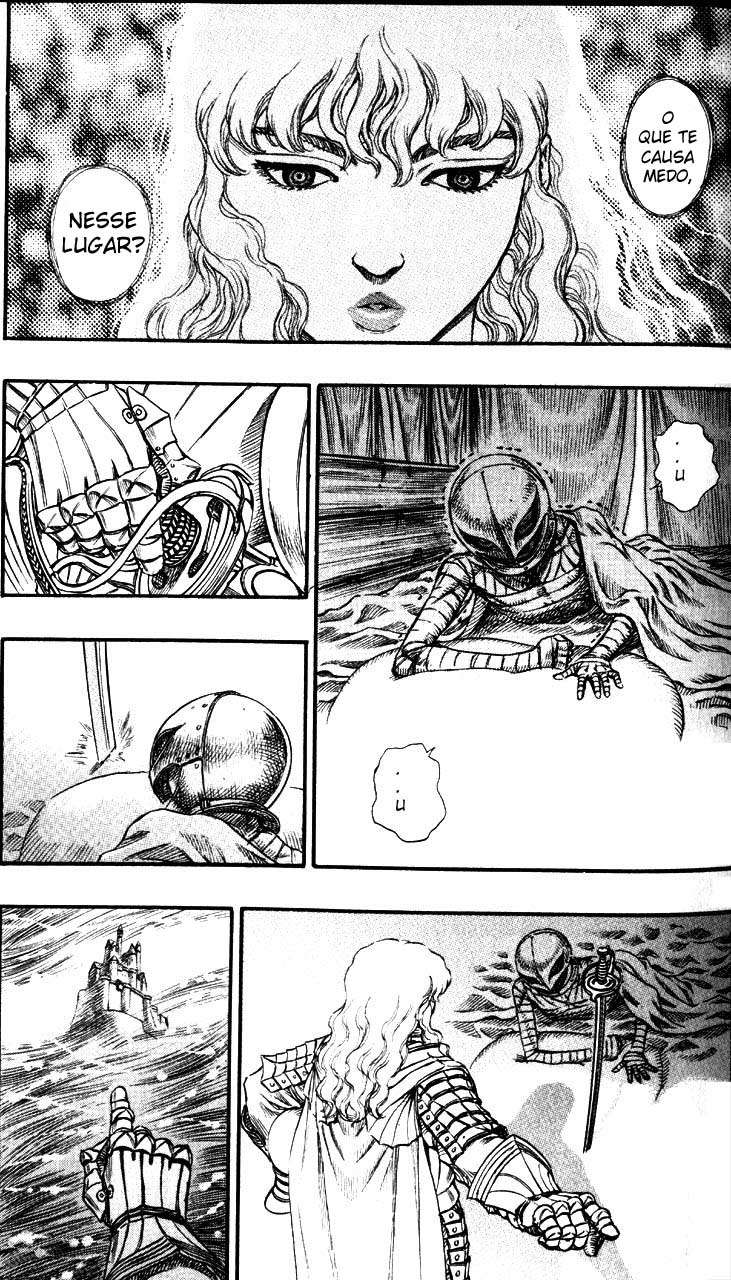 O
QUE TE
CAUSA
MEDO,
NESSE
LUGAR?
. . U
. . U